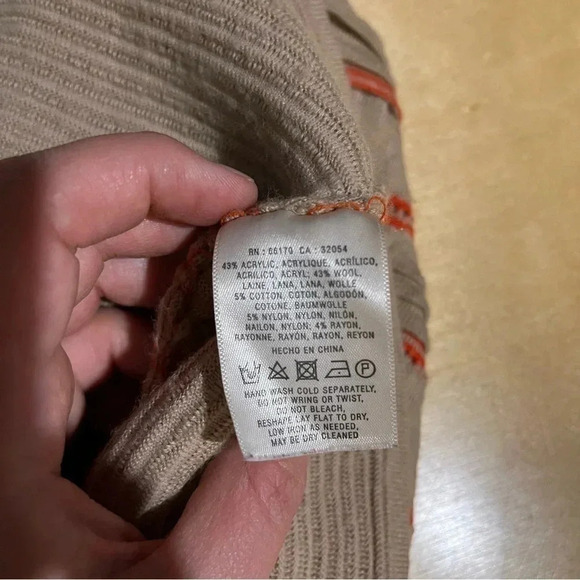 RN : 66170 CA : 32054
43% ACRYLIC, ACRYLIQUE, ACRÍLICO,
ACRILICO, ACRYL; 43% WOOL,
LAINE, LANA, LANA, WOLLE
5% COTTON, COTON, ALGODÓN,
COTONE, BAUMWOLLE
5% NYLON, NYLON, NILÓN,
NAILON, NYLON; 4% RAYON,
RAYONNE, RAYÓN, RAYON, REYON
HECHO EN CHINA
P
HAND WASH COLD SEPARATELY,
DO NOT WRING OR TWIST,
DO NOT BLEACH,
RESHAPE LAY FLAT TO DRY,
LOW IRON AS NEEDED,
MAY BE DRY CLEANED